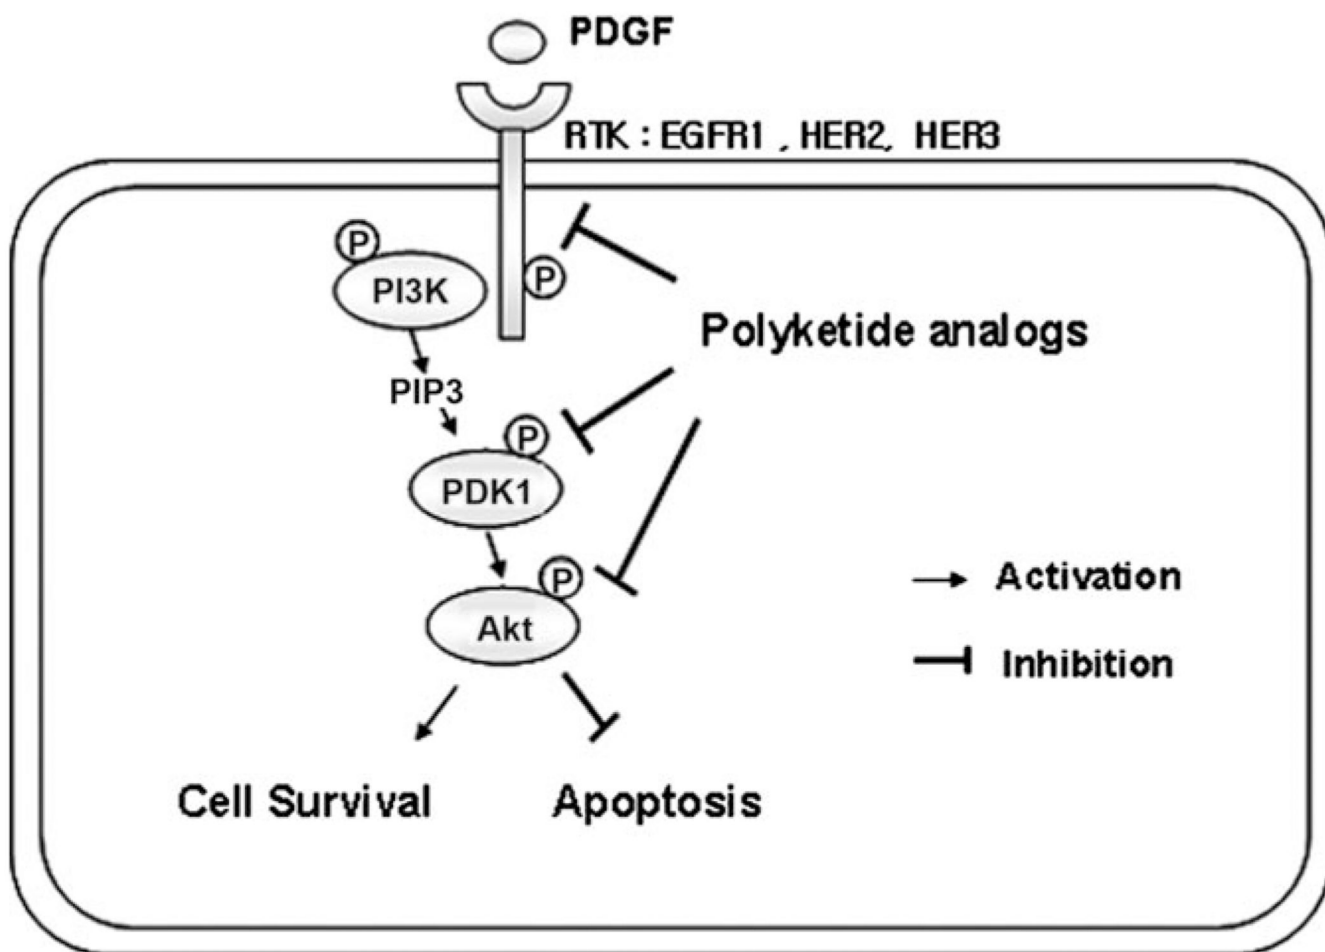 PDGF
RTK : EGFR1 , HER2, HER3
P
PI3K
P
Polyketide analogs
PIP3
P
PDK1
P
Akt
Activation
Inhibition
Cell Survival
Apoptosis